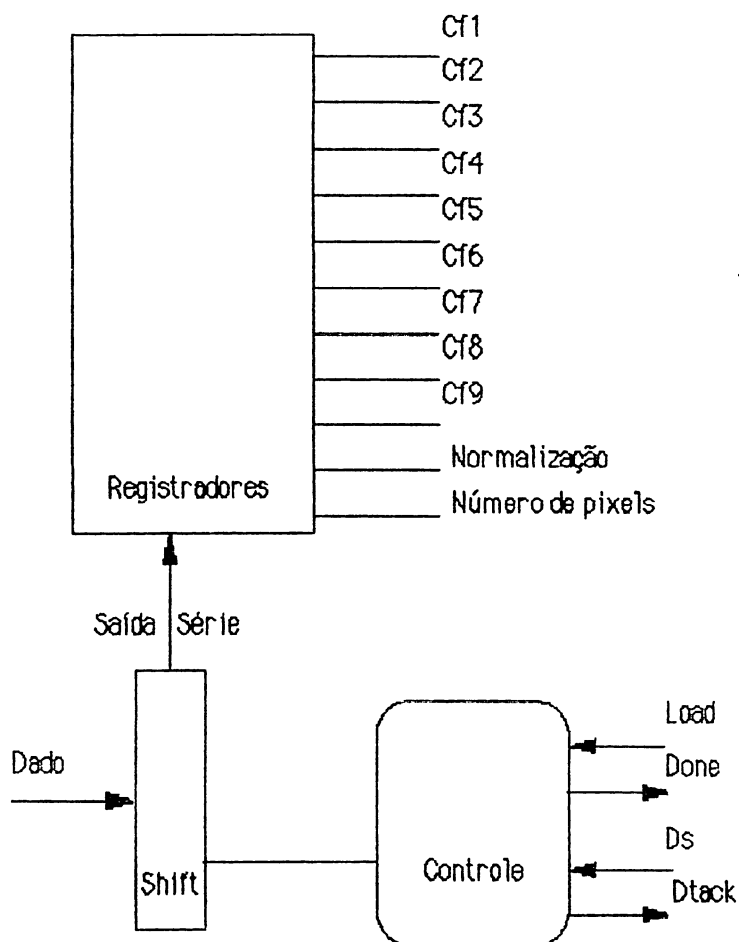 Cf1
Cf2
Cf3
Cf4
Cf5
Cf6
Cf7
Cf8
Cf9
Normalização
Registradores
Número de pixels
Saída Série
Load
Dado
Done
Ds
Controle
Shift
Dtack